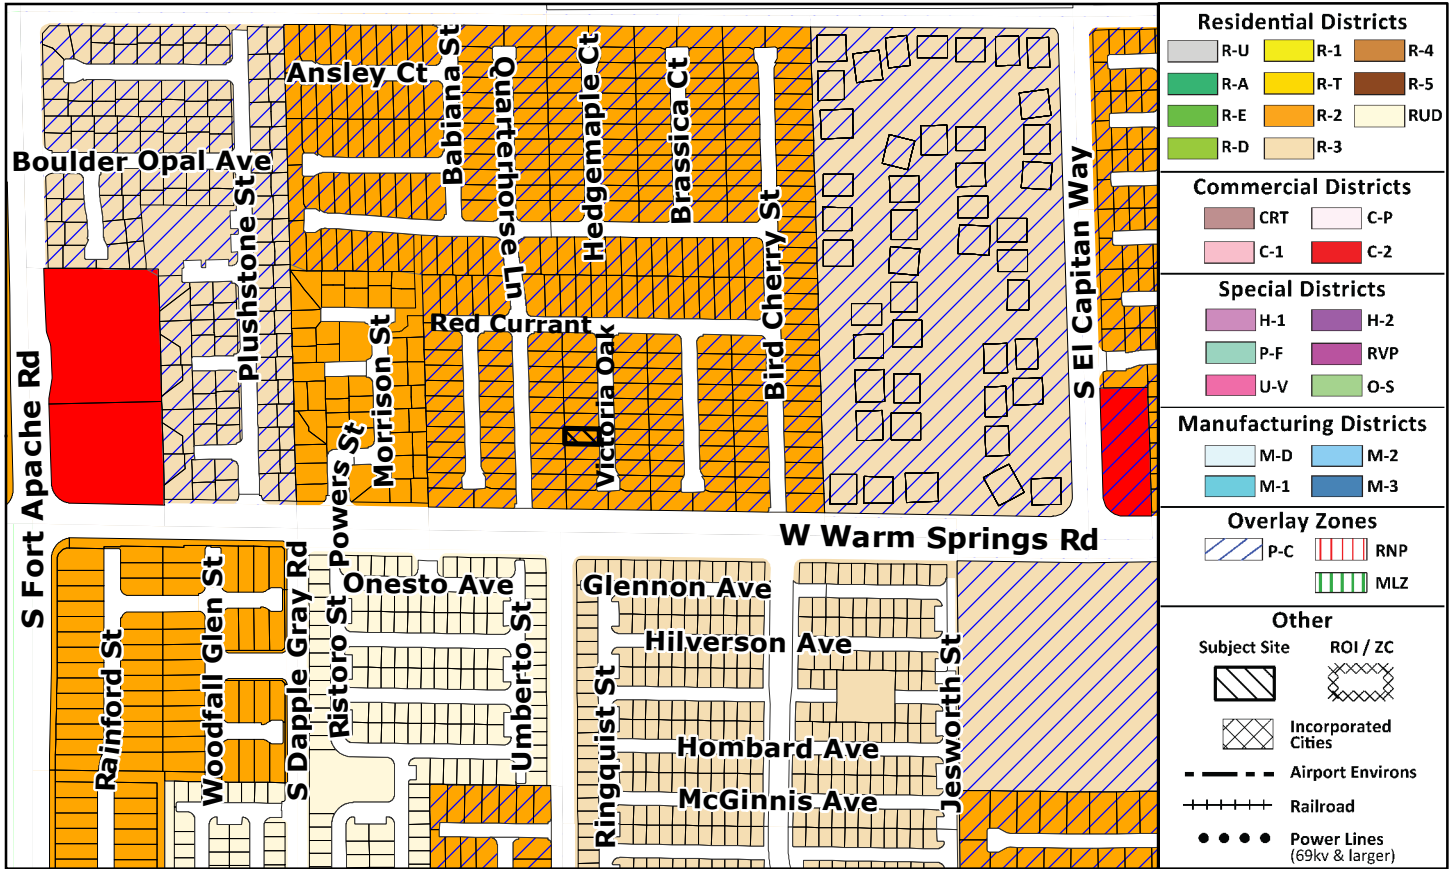 Ansley Ct
Babiana St
Quarterhorse Ln
Hedgemaple Ct
Brassica Ct
Boulder Opal Ave
Plushstone St
Bird Cherry St
S El Capitan Way
Red Currant
Victoria Oak
Morrison St
Powers St
S Fort Apache Rd
W Warm Springs Rd
Onesto Ave
Glennon Ave
Hilverson Ave
Hombard Ave
McGinnis Ave
Rainford St
Woodfall Glen St
S Dapple Gray Rd
Ristoro St
Umberto St
Ringquist St
Jesworth St
Residential Districts
R-U R-1 R-4
R-A R-T R-5
R-E R-2 RUD
R-D R-3
Commercial Districts
CRT C-P
C-1 C-2
Special Districts
H-1 H-2
P-F RVP
U-V O-S
Manufacturing Districts
M-D M-2
M-1 M-3
Overlay Zones
P-C RNP
MLZ
Other
Subject Site ROI / ZC
Incorporated
Cities
Airport Environs
Railroad
Power Lines
(69kv & larger)